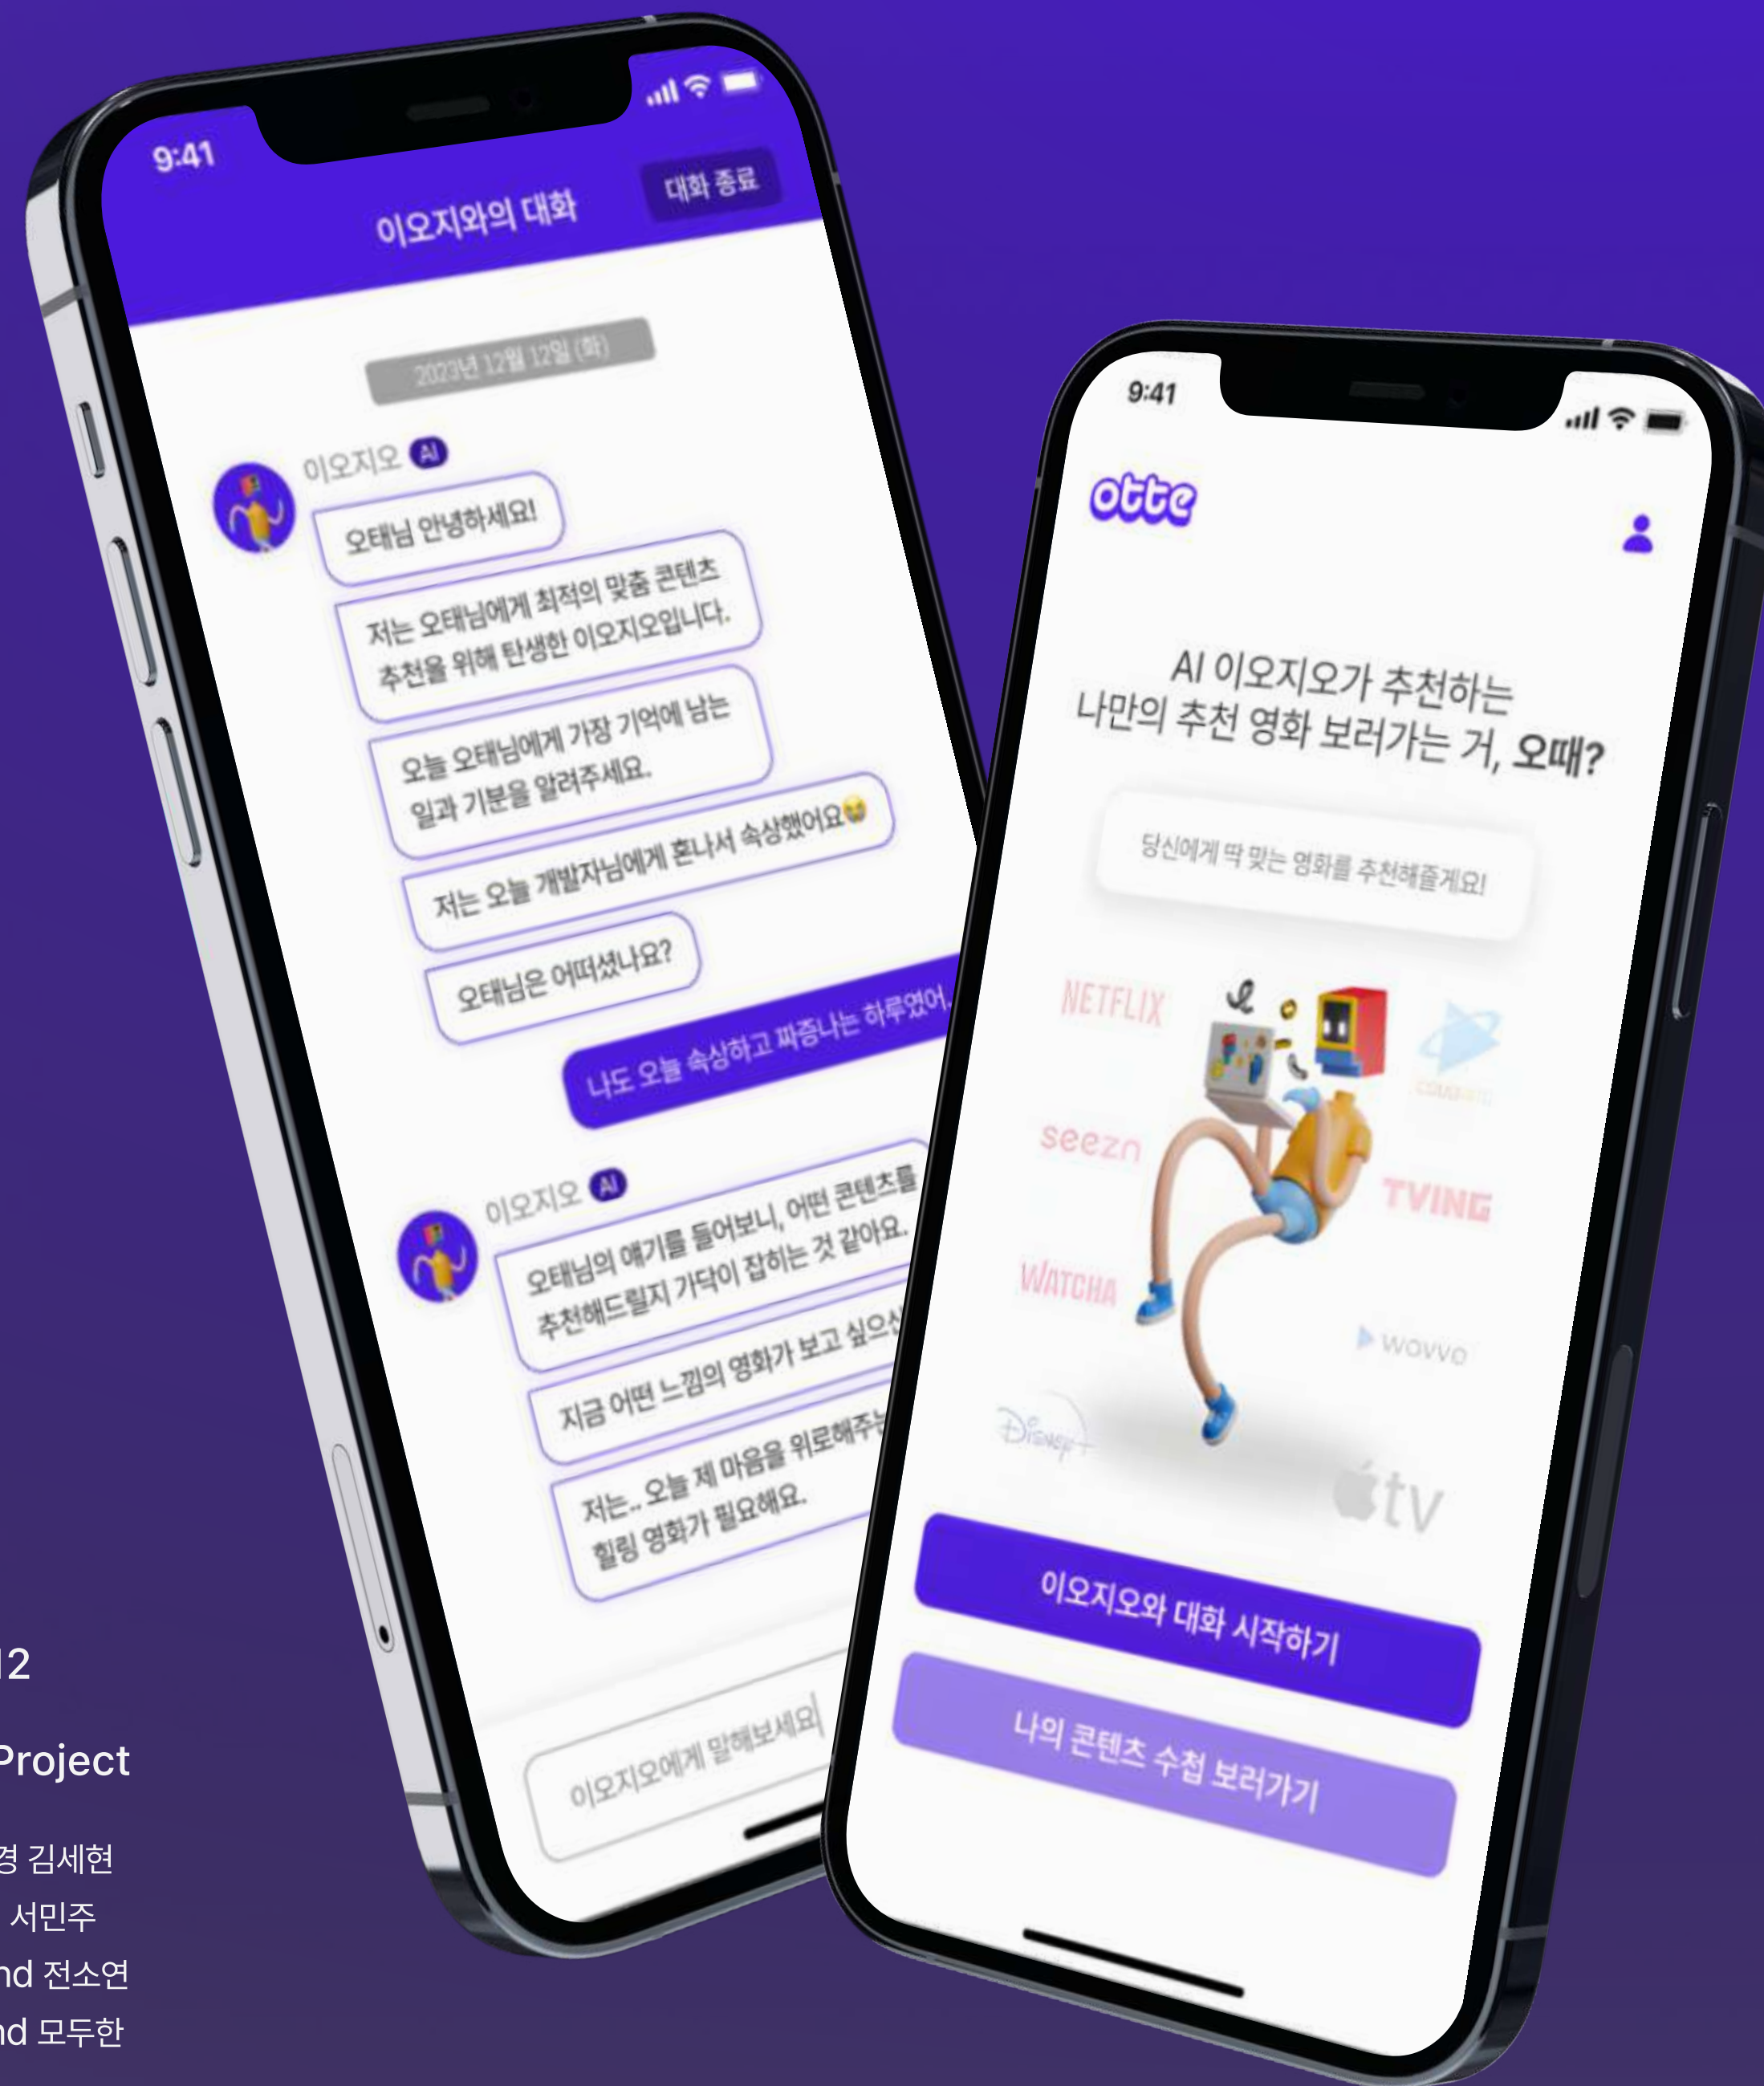 9:41
이오지와의 대화
대화 종료
2023년 12월 12일 (화)
이오지오 AI
오태님 안녕하세요!
저는 오태님에게 최적의 맞춤 콘텐츠
추천을 위해 탄생한 이오지오입니다.
오늘 오태님에게 가장 기억에 남는
일과 기분을 알려주세요.
저는 오늘 개발자님에게 혼나서 속상했어요😭
오태님은 어떠셨나요?
나도 오늘 속상하고 짜증나는 하루였어.
이오지오 AI
오태님의 얘기를 들어보니, 어떤 콘텐츠를
추천해드릴지 가닥이 잡히는 것 같아요.
지금 어떤 느낌의 영화가 보고 싶으신
저는.. 오늘 제 마음을 위로해주는
힐링 영화가 필요해요.
이오지오에게 말해보세요
9:41
otte
AI 이오지오가 추천하는
나만의 추천 영화 보러가는 거, 오때?
당신에게 딱 맞는 영화를 추천해줄게요!
NETFLIX
seezn
TVING
WATCHA
wavve
Disney+
tv
이오지오와 대화 시작하기
나의 콘텐츠 수첩 보러가기
12
Project
경 김세현
서민주
nd 전소연
nd 모두한